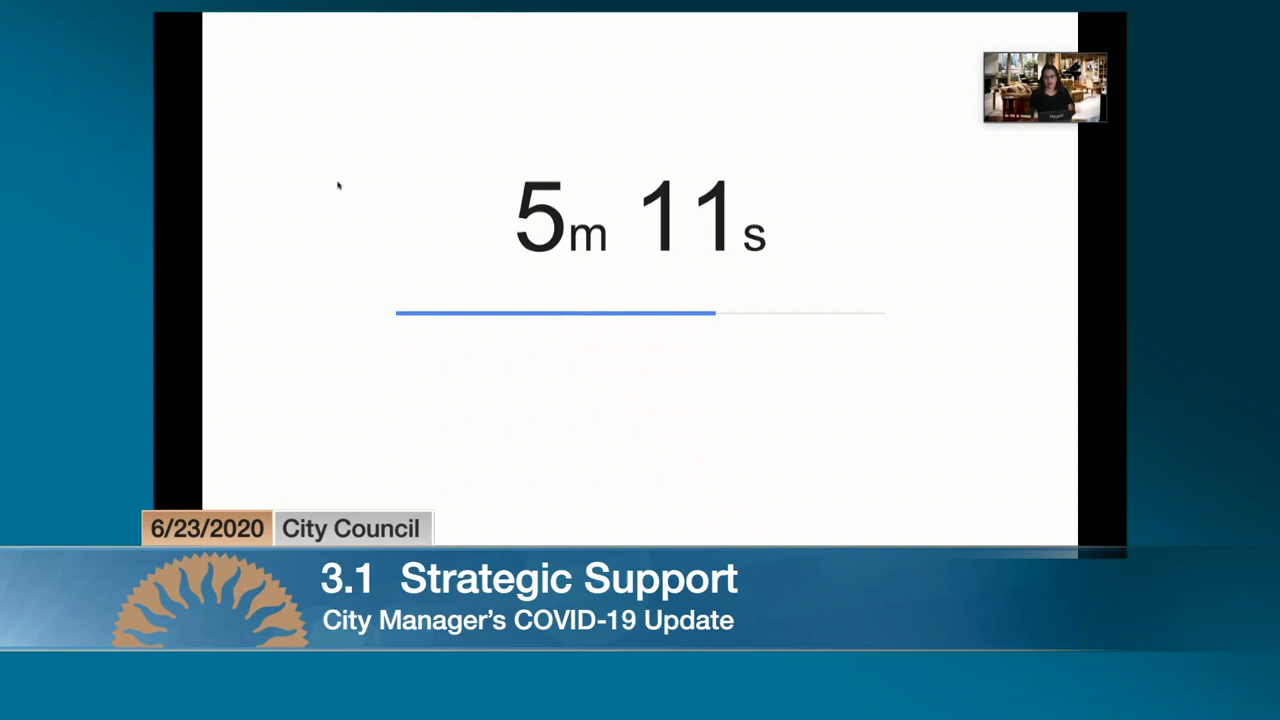 5m 11s
6/23/2020 City Council
3.1 Strategic Support
City Manager's COVID-19 Update